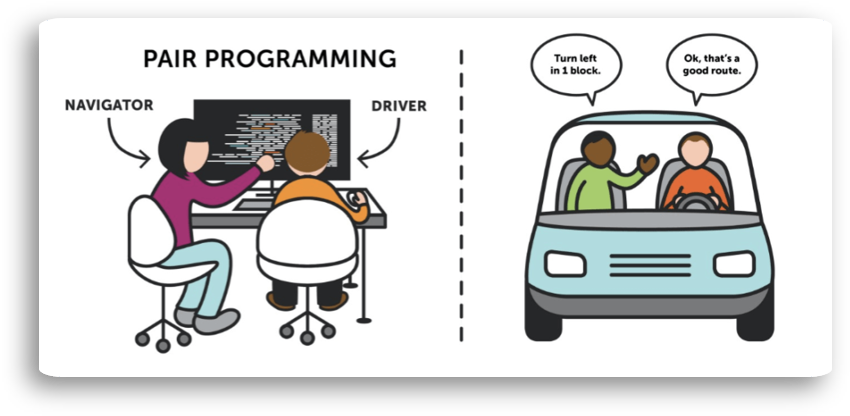 PAIR PROGRAMMING
NAVIGATOR
DRIVER
Turn left
in 1 block.
Ok, that's a
good route.